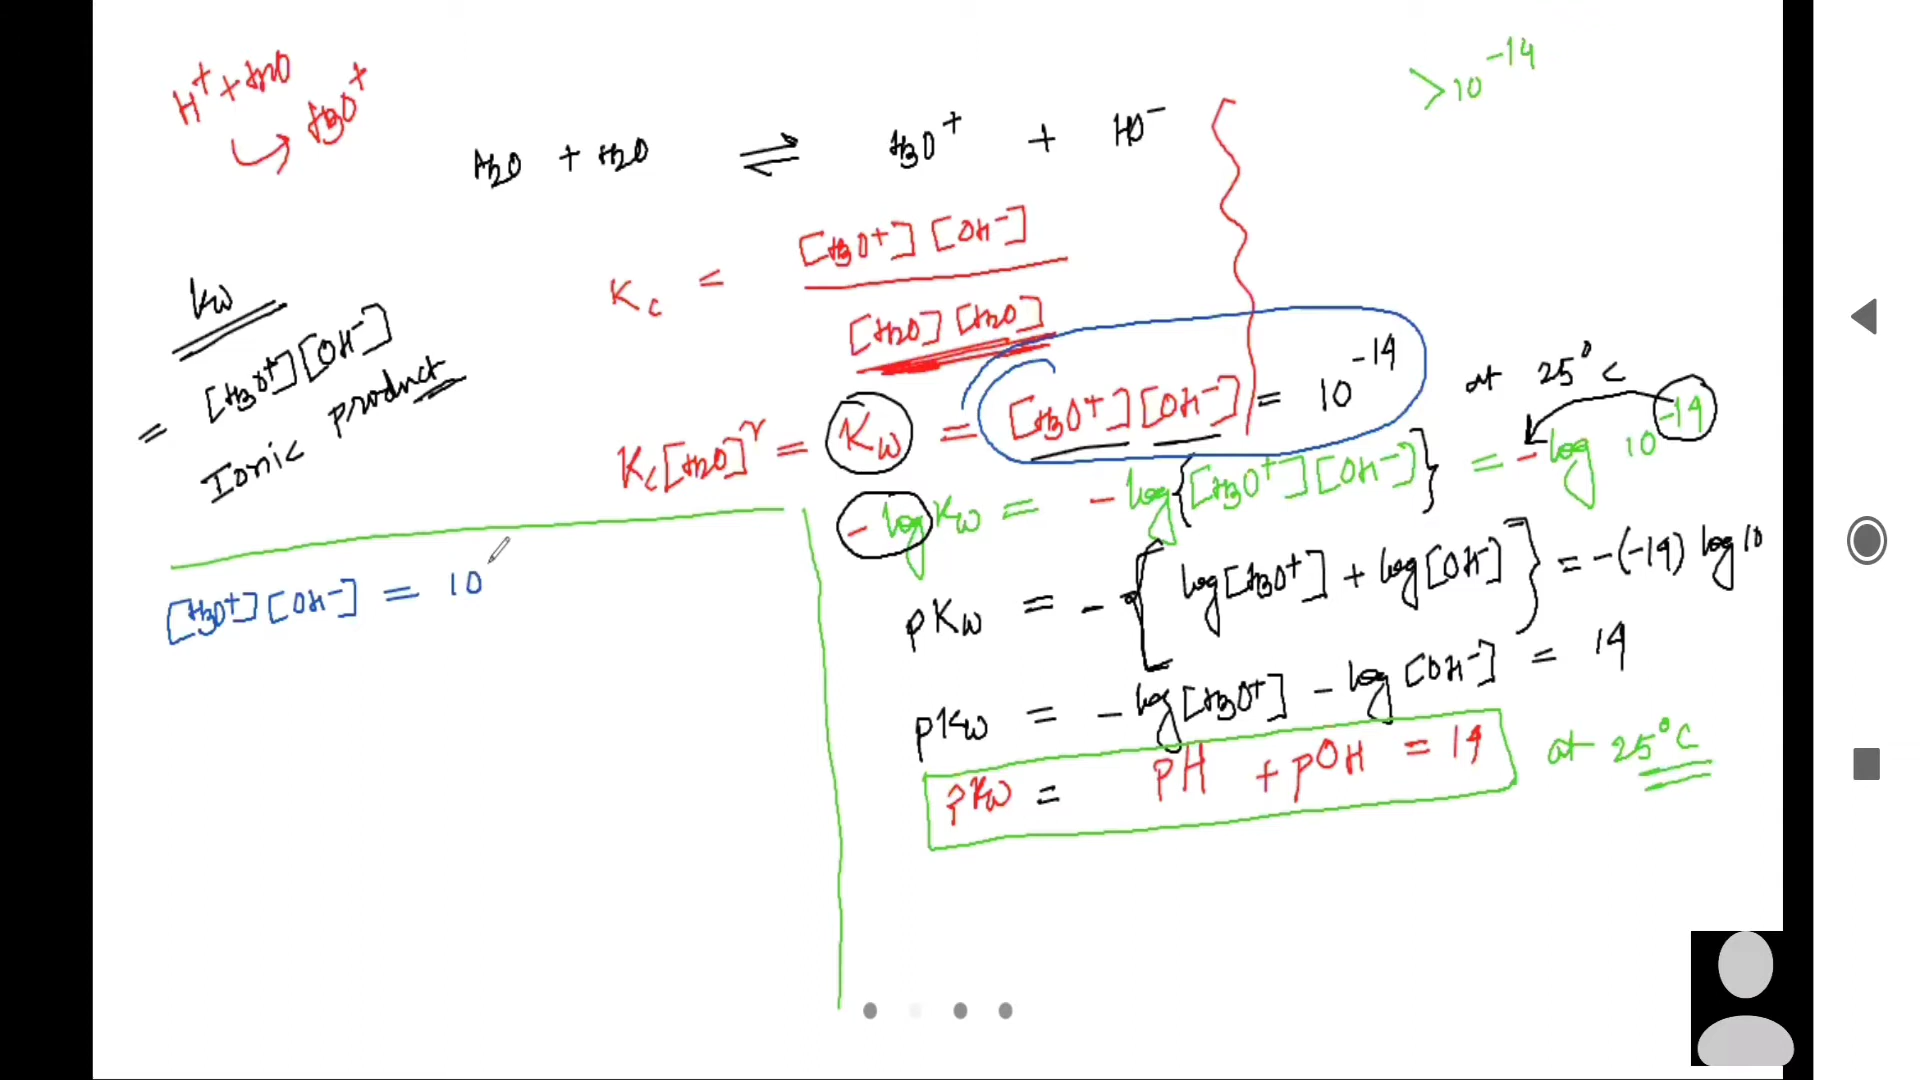 H⁺ + H2O
↳ H3O⁺
> 10⁻¹⁴
H2O + H2O ⇌ H3O⁺ + HO⁻
Kc = [H3O⁺][OH⁻] / [H2O][H2O]
Kw
= [H3O⁺][OH⁻]
Ionic product
Kc[H2O]² = Kw = [H3O⁺][OH⁻] = 10⁻¹⁴ at 25°C
-log Kw = -log{[H3O⁺][OH⁻]} = -log 10⁻¹⁴
pKw = -{log[H3O⁺] + log[OH⁻]} = -(-14) log 10
pKw = -log[H3O⁺] - log[OH⁻] = 14
pKw = pH + pOH = 14 at 25°C
[H3O⁺][OH⁻] = 10